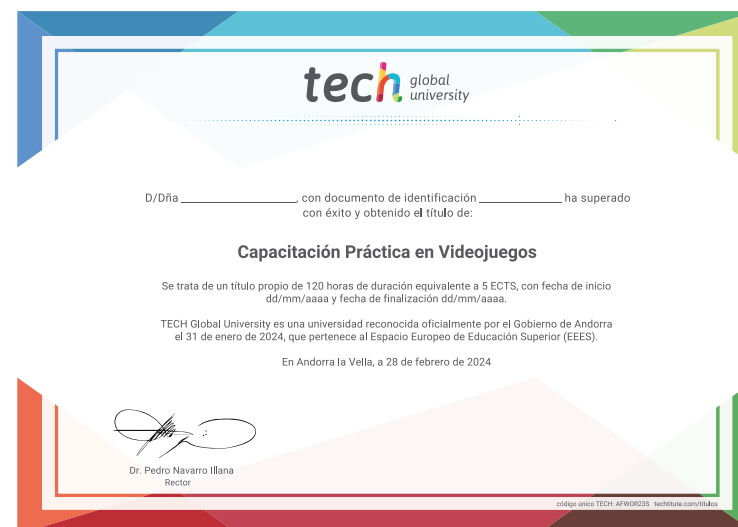 tech global university
D/Dña ____________________, con documento de identificación ______________ ha superado
con éxito y obtenido el título de:
Capacitación Práctica en Videojuegos
Se trata de un título propio de 120 horas de duración equivalente a 5 ECTS, con fecha de inicio
dd/mm/aaaa y fecha de finalización dd/mm/aaaa.
TECH Global University es una universidad reconocida oficialmente por el Gobierno de Andorra
el 31 de enero de 2024, que pertenece al Espacio Europeo de Educación Superior (EEES).
En Andorra la Vella, a 28 de febrero de 2024
Dr. Pedro Navarro Illana
Rector
código único TECH: AFWOR23S techtitute.com/titulos